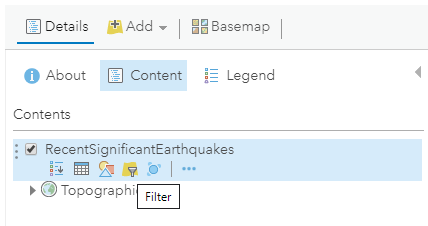 Details Add Basemap
About Content Legend
Contents
RecentSignificantEarthquakes
Topographi
Filter